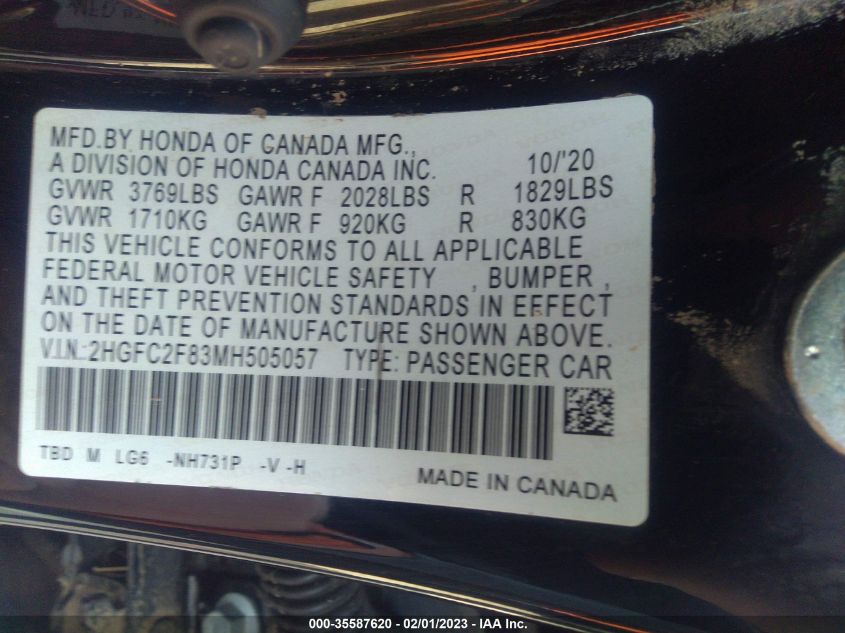 MFD.BY HONDA OF CANADA MFG.,
A DIVISION OF HONDA CANADA INC. 10/'20
GVWR 3769LBS GAWR F 2028LBS R 1829LBS
GVWR 1710KG GAWR F 920KG R 830KG
THIS VEHICLE CONFORMS TO ALL APPLICABLE
FEDERAL MOTOR VEHICLE SAFETY , BUMPER ,
AND THEFT PREVENTION STANDARDS IN EFFECT
ON THE DATE OF MANUFACTURE SHOWN ABOVE.
V.I.N.:2HGFC2F83MH505057 TYPE: PASSENGER CAR
TBD M LG6 -NH731P -V -H
MADE IN CANADA
000-35587620 - 02/01/2023 - IAA Inc.